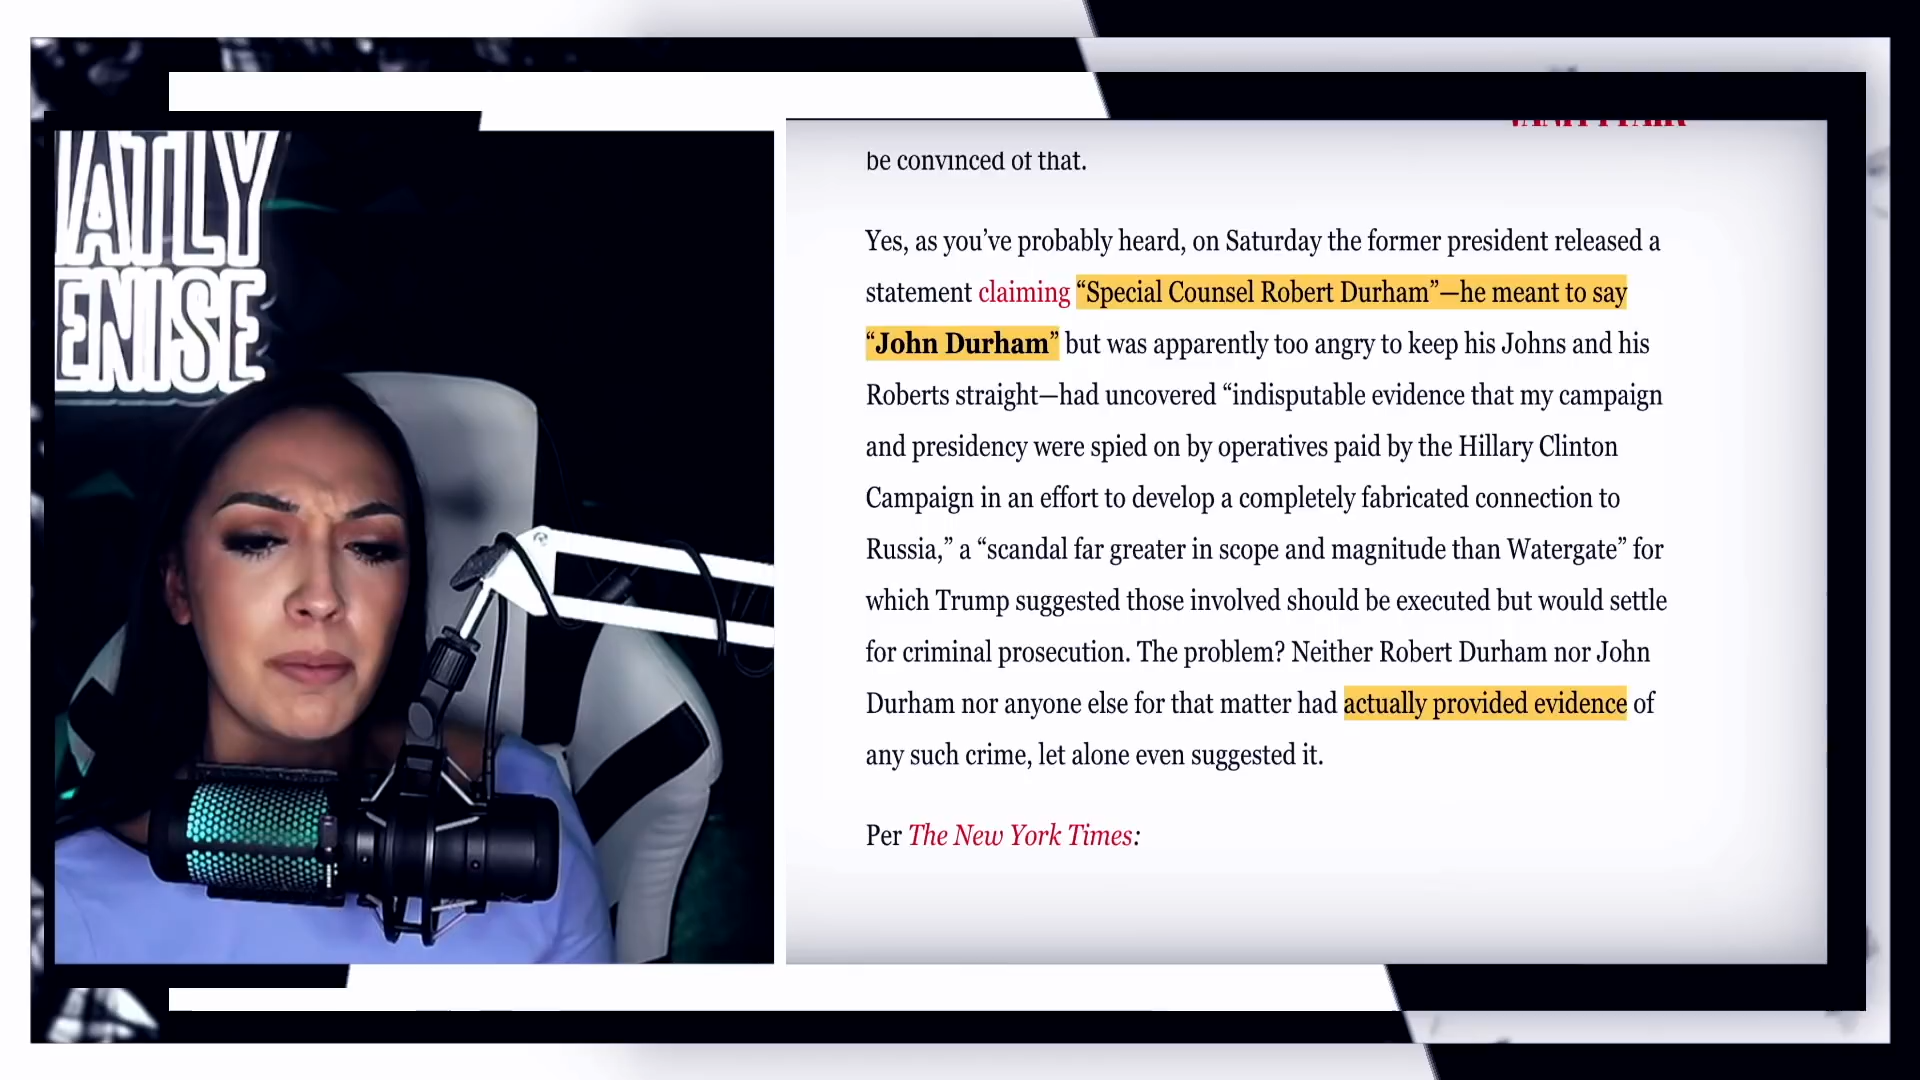 ATLY
ENISE
VANITY FAIR
be convinced of that.
Yes, as you’ve probably heard, on Saturday the former president released a
statement claiming “Special Counsel Robert Durham”—he meant to say
“John Durham” but was apparently too angry to keep his Johns and his
Roberts straight—had uncovered “indisputable evidence that my campaign
and presidency were spied on by operatives paid by the Hillary Clinton
Campaign in an effort to develop a completely fabricated connection to
Russia,” a “scandal far greater in scope and magnitude than Watergate” for
which Trump suggested those involved should be executed but would settle
for criminal prosecution. The problem? Neither Robert Durham nor John
Durham nor anyone else for that matter had actually provided evidence of
any such crime, let alone even suggested it.
Per The New York Times: